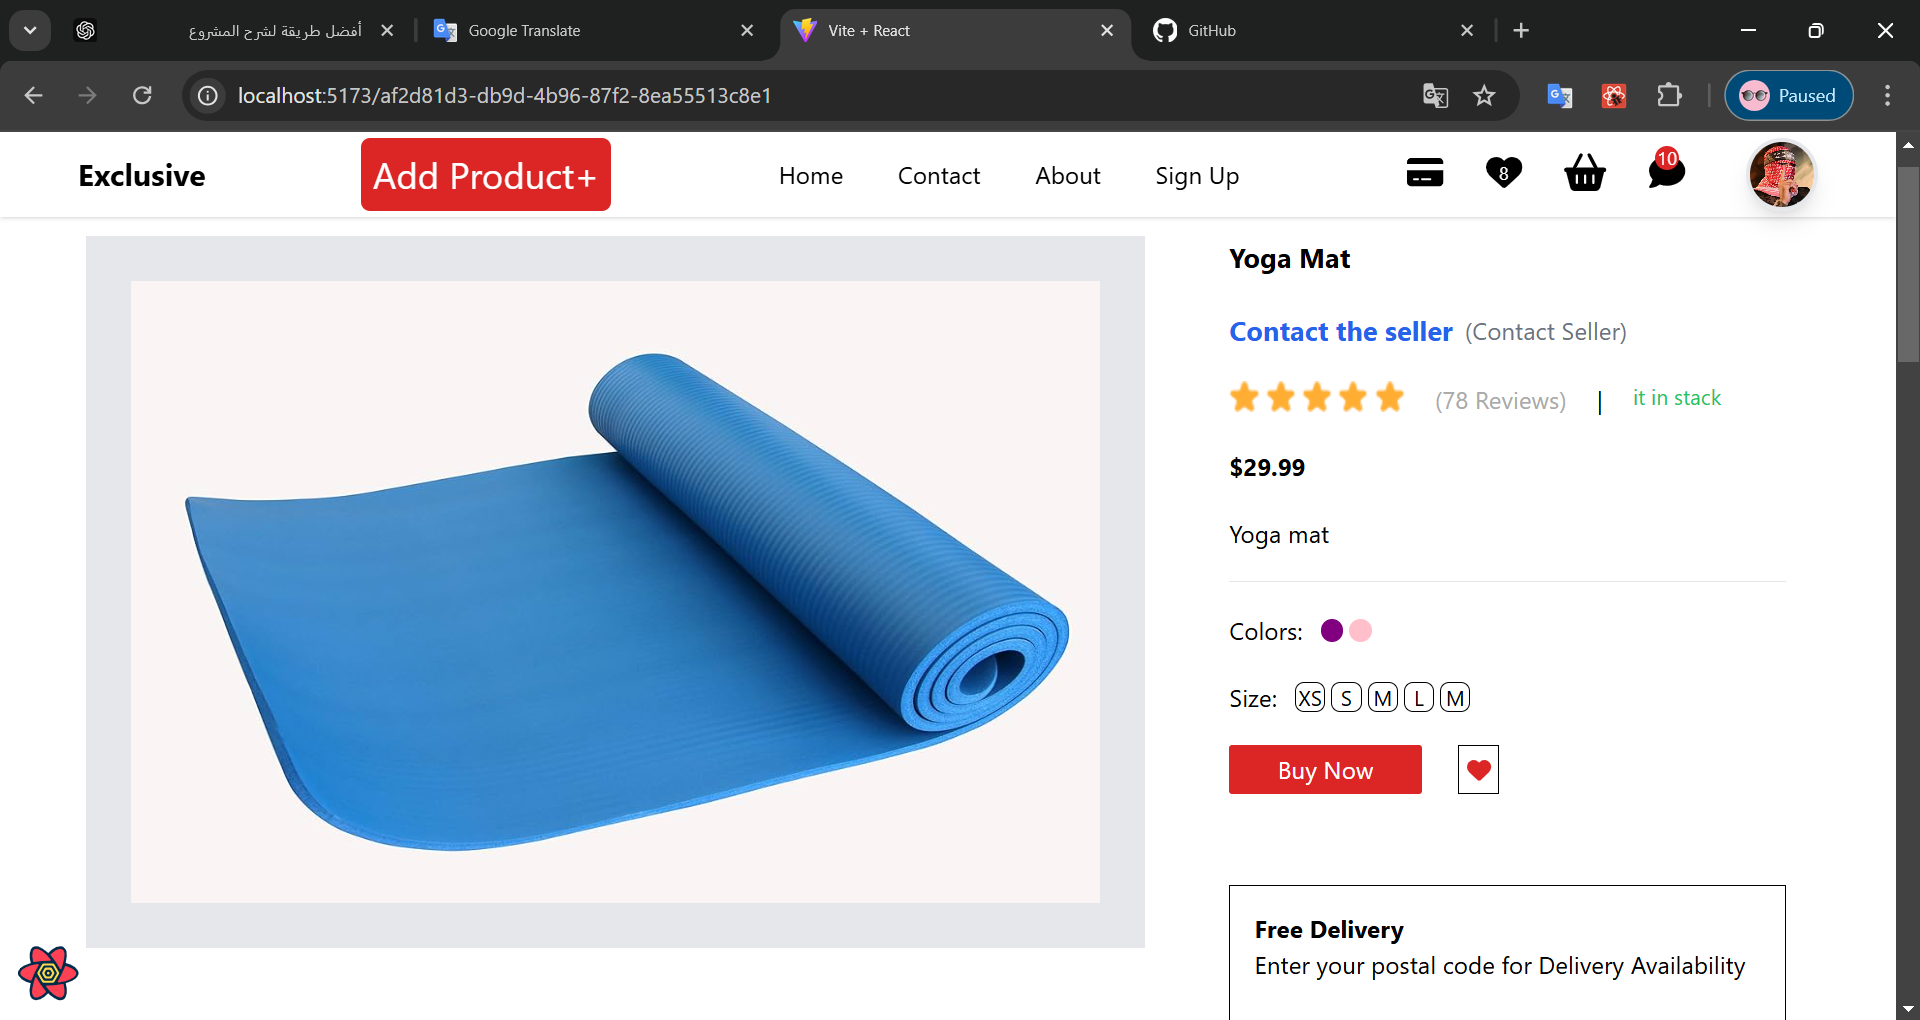 أفضل طريقة لشرح المشروع
Google Translate
Vite + React
GitHub
localhost:5173/af2d81d3-db9d-4b96-87f2-8ea55513c8e1
Paused
Exclusive
Add Product+
Home
Contact
About
Sign Up
8
10
Yoga Mat
Contact the seller (Contact Seller)
(78 Reviews) | it in stack
$29.99
Yoga mat
Colors:
Size: XS S M L M
Buy Now
Free Delivery
Enter your postal code for Delivery Availability